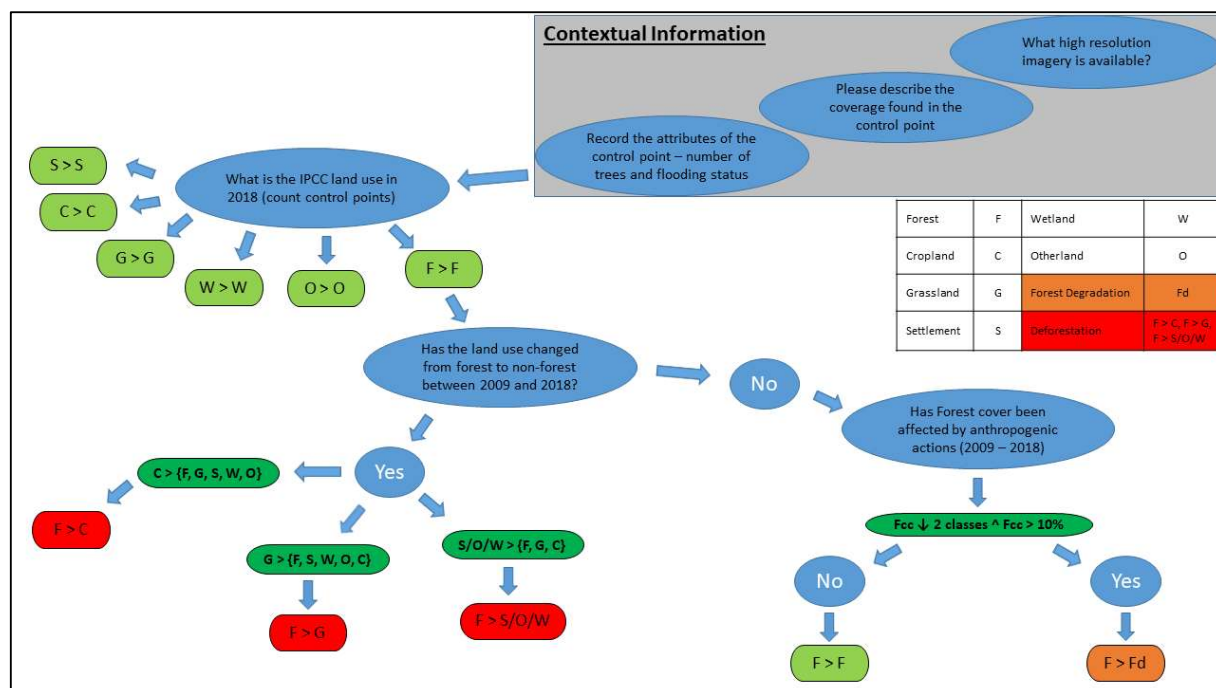 Contextual Information
What high resolution
imagery is available?
Please describe the
coverage found in the
control point
Record the attributes of the
control point – number of
trees and flooding status
What is the IPCC land use in
2018 (count control points)
S > S
C > C
G > G
W > W
O > O
F > F
Forest F Wetland W
Cropland C Otherland O
Grassland G Forest Degradation Fd
Settlement S Deforestation F > C, F > G,
F > S/O/W
Has the land use changed
from forest to non-forest
between 2009 and 2018?
No
Has Forest cover been
affected by anthropogenic
actions (2009 – 2018)
Yes
C > {F, G, S, W, O}
F > C
G > {F, S, W, O, C}
F > G
S/O/W > {F, G, C}
F > S/O/W
Fcc ↓ 2 classes ^ Fcc > 10%
No
Yes
F > F
F > Fd